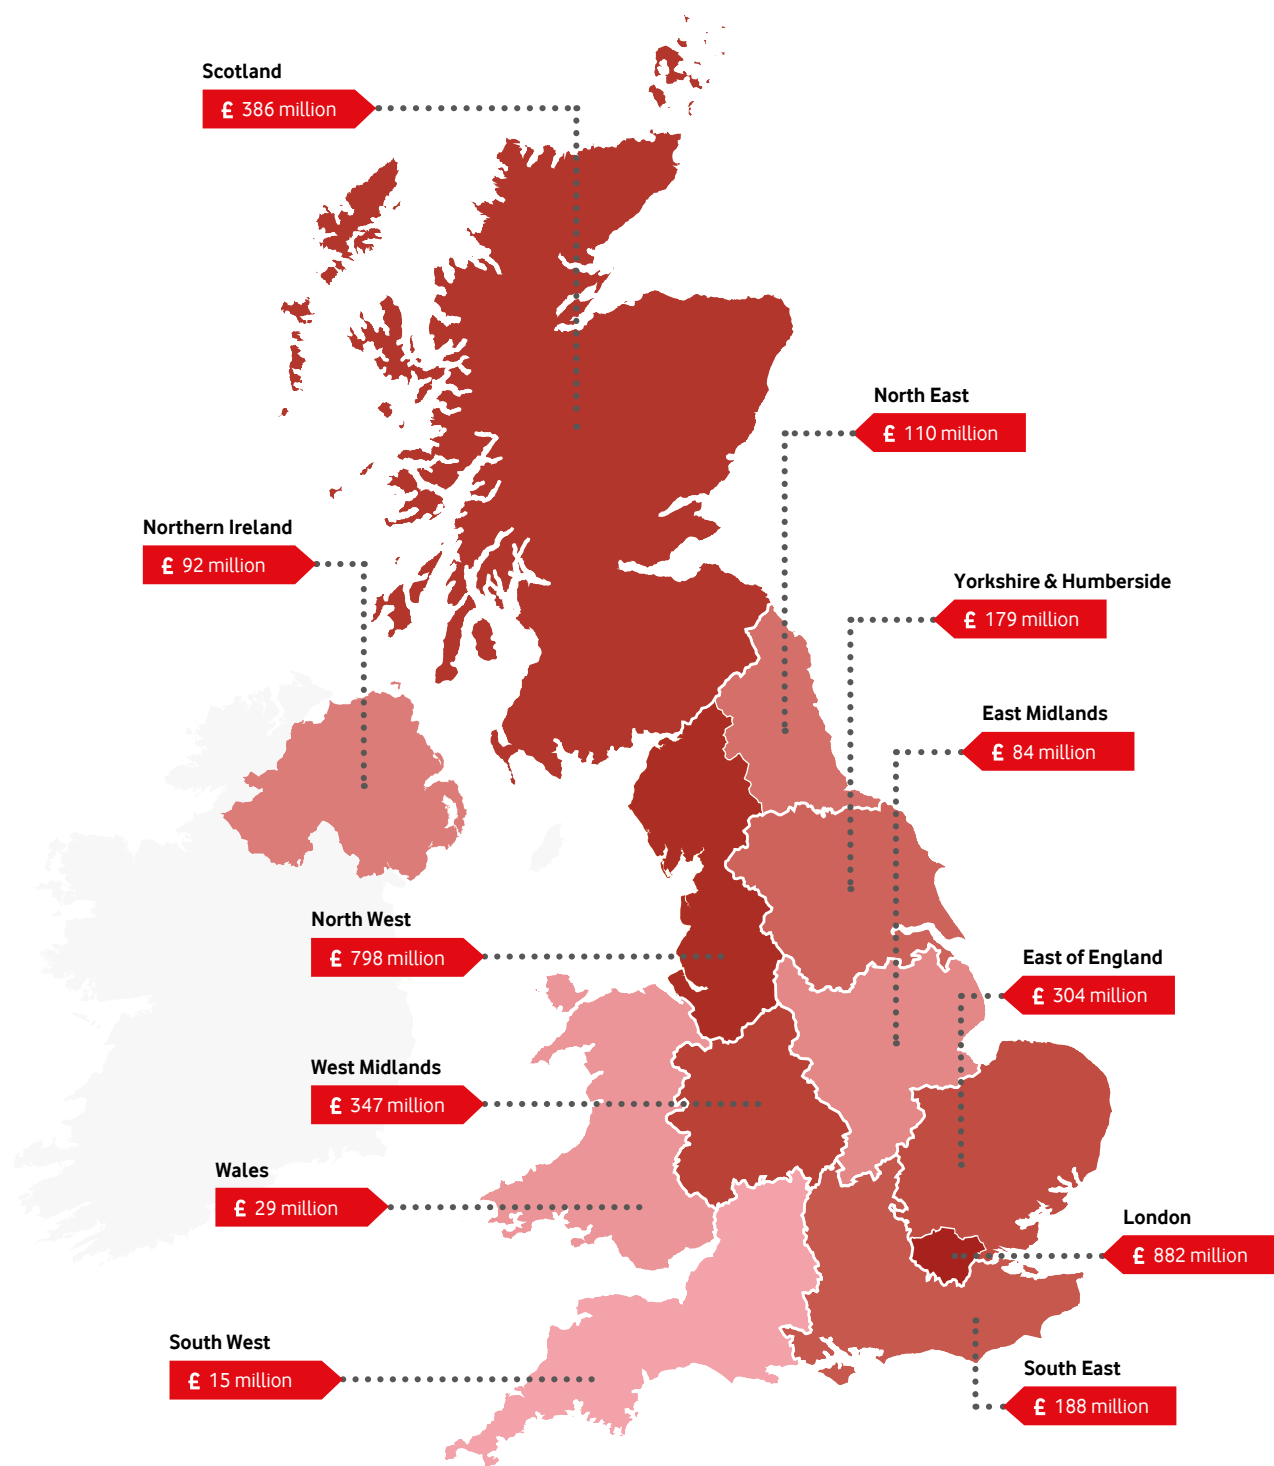 Scotland
£ 386 million
North East
£ 110 million
Northern Ireland
£ 92 million
Yorkshire & Humberside
£ 179 million
East Midlands
£ 84 million
North West
£ 798 million
East of England
£ 304 million
West Midlands
£ 347 million
Wales
£ 29 million
London
£ 882 million
South West
£ 15 million
South East
£ 188 million